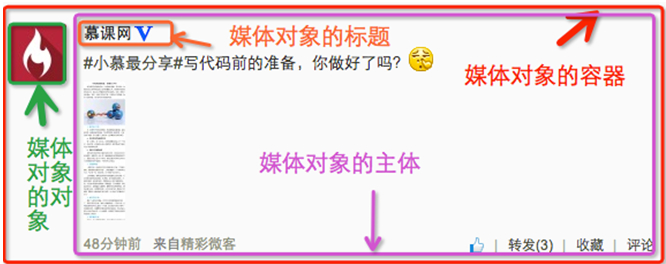 慕课网 V
媒体对象的标题
媒体对象的容器
#小慕最分享#写代码前的准备，你做好了吗?
媒体
对象
的对
象
媒体对象的主体
48分钟前 来自精彩微客
| 转发(3) | 收藏 | 评论